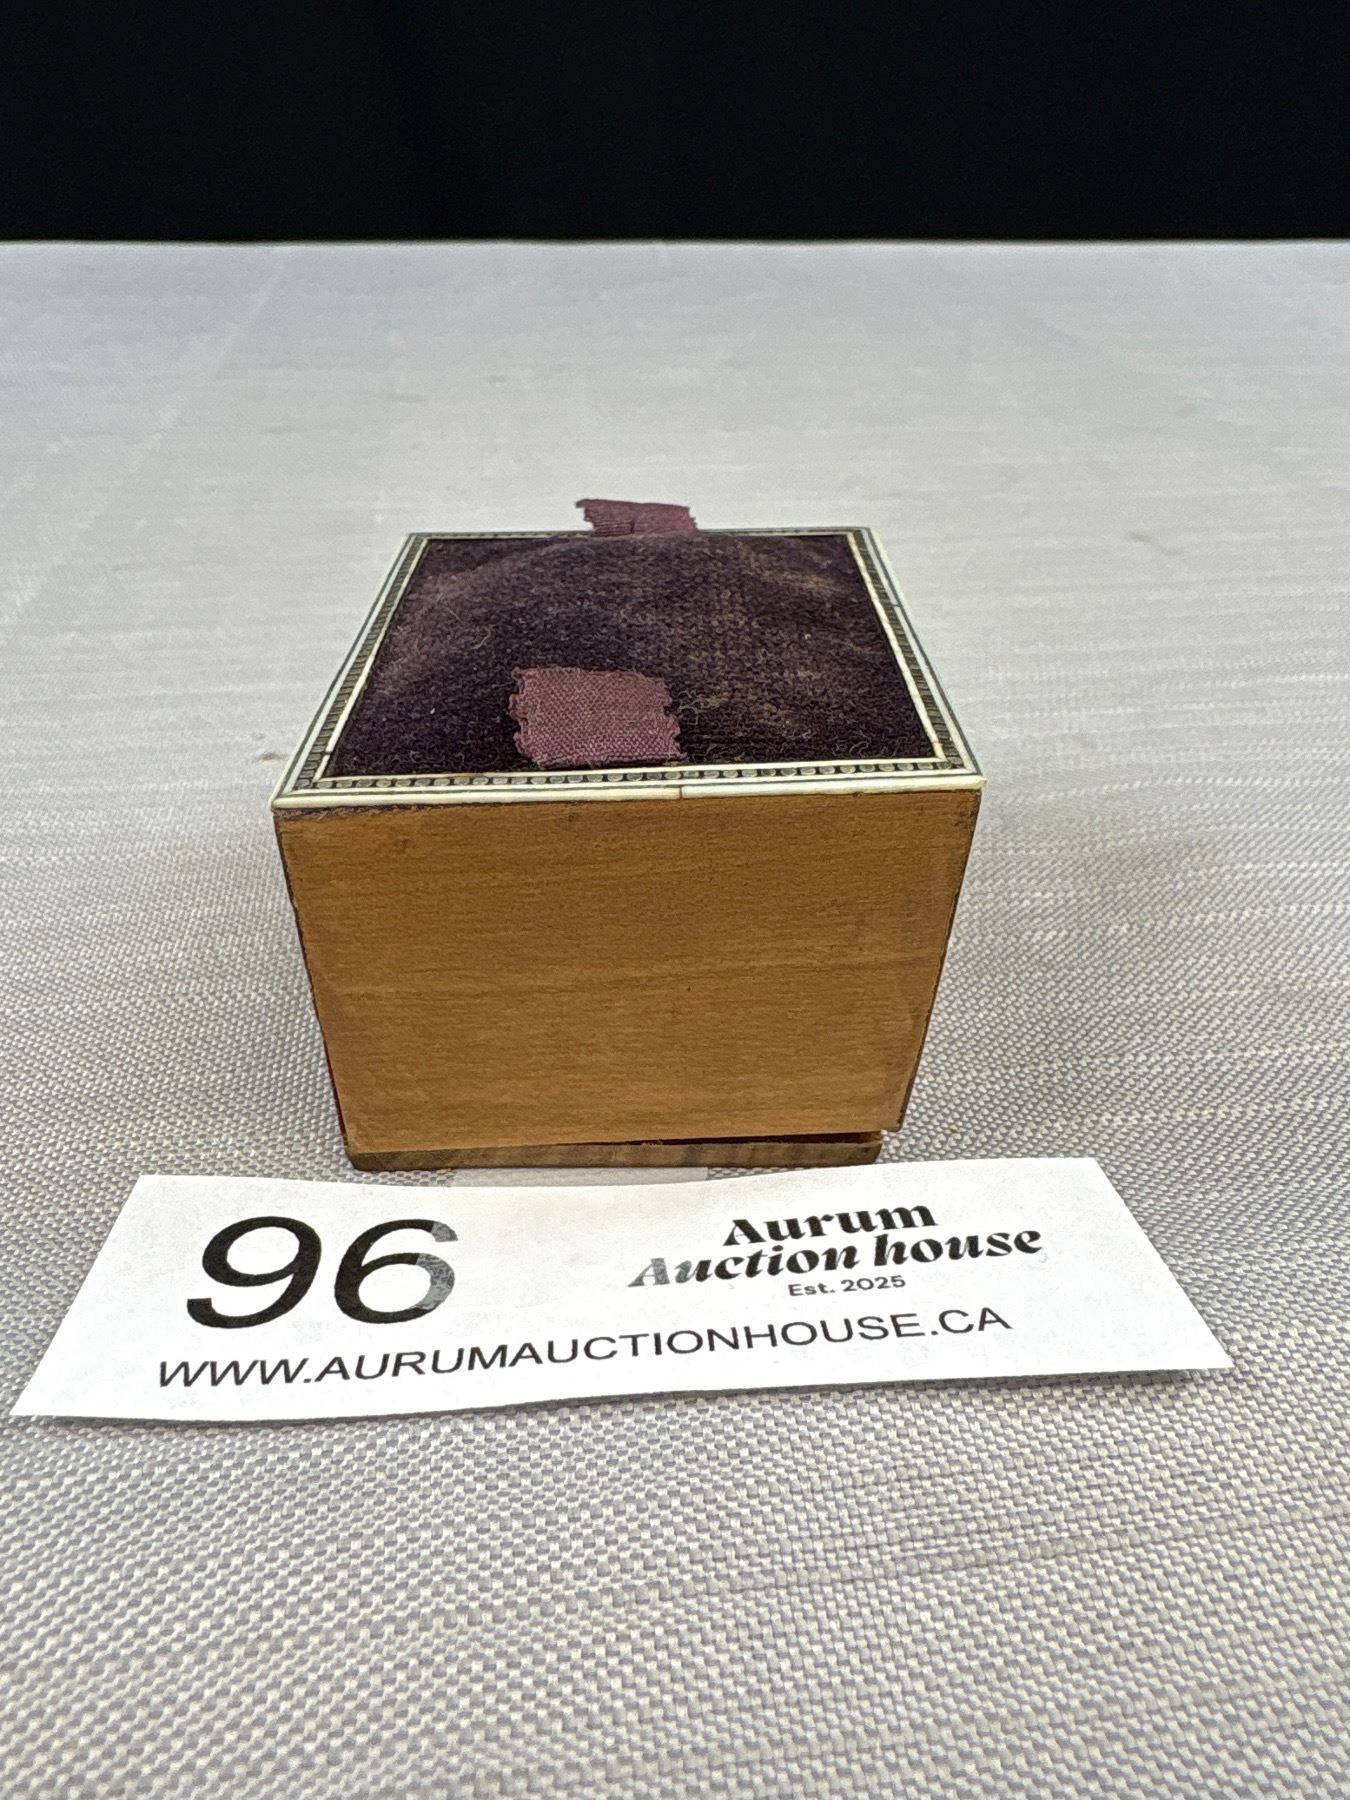 96
Aurum
Auction house
Est. 2025
WWW.AURUMAUCTIONHOUSE.CA